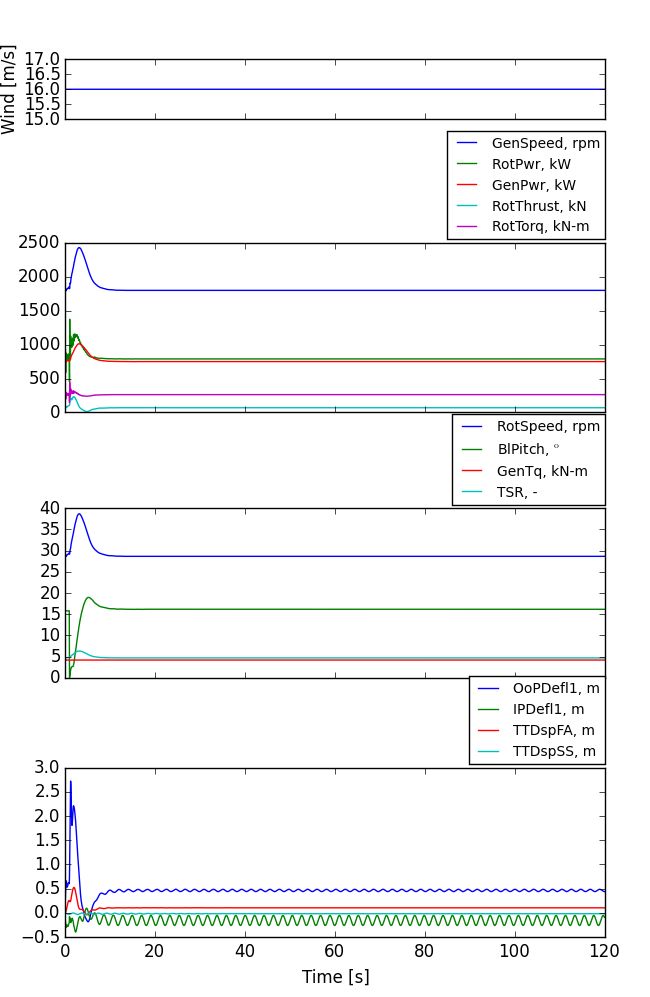 Wind [m/s]
17.0
16.5
16.0
15.5
15.0
GenSpeed, rpm
RotPwr, kW
GenPwr, kW
RotThrust, kN
RotTorq, kN-m
2500
2000
1500
1000
500
0
RotSpeed, rpm
BlPitch, °
GenTq, kN-m
TSR, -
40
35
30
25
20
15
10
5
0
OoPDefl1, m
IPDefl1, m
TTDspFA, m
TTDspSS, m
3.0
2.5
2.0
1.5
1.0
0.5
0.0
−0.5
0 20 40 60 80 100 120
Time [s]